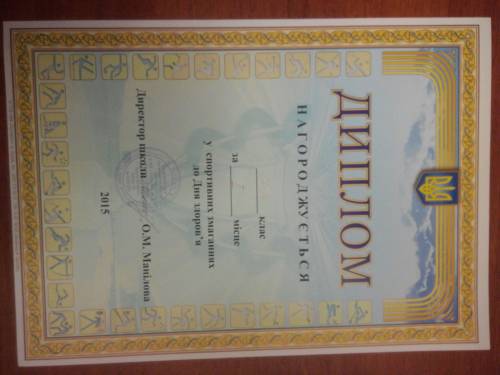 ДИПЛОМ
НАГОРОДЖУЄТЬСЯ
клас
за місце
у спортивних змаганнях
до Дня здоров'я
Директор школи О.М. Манілова
2015